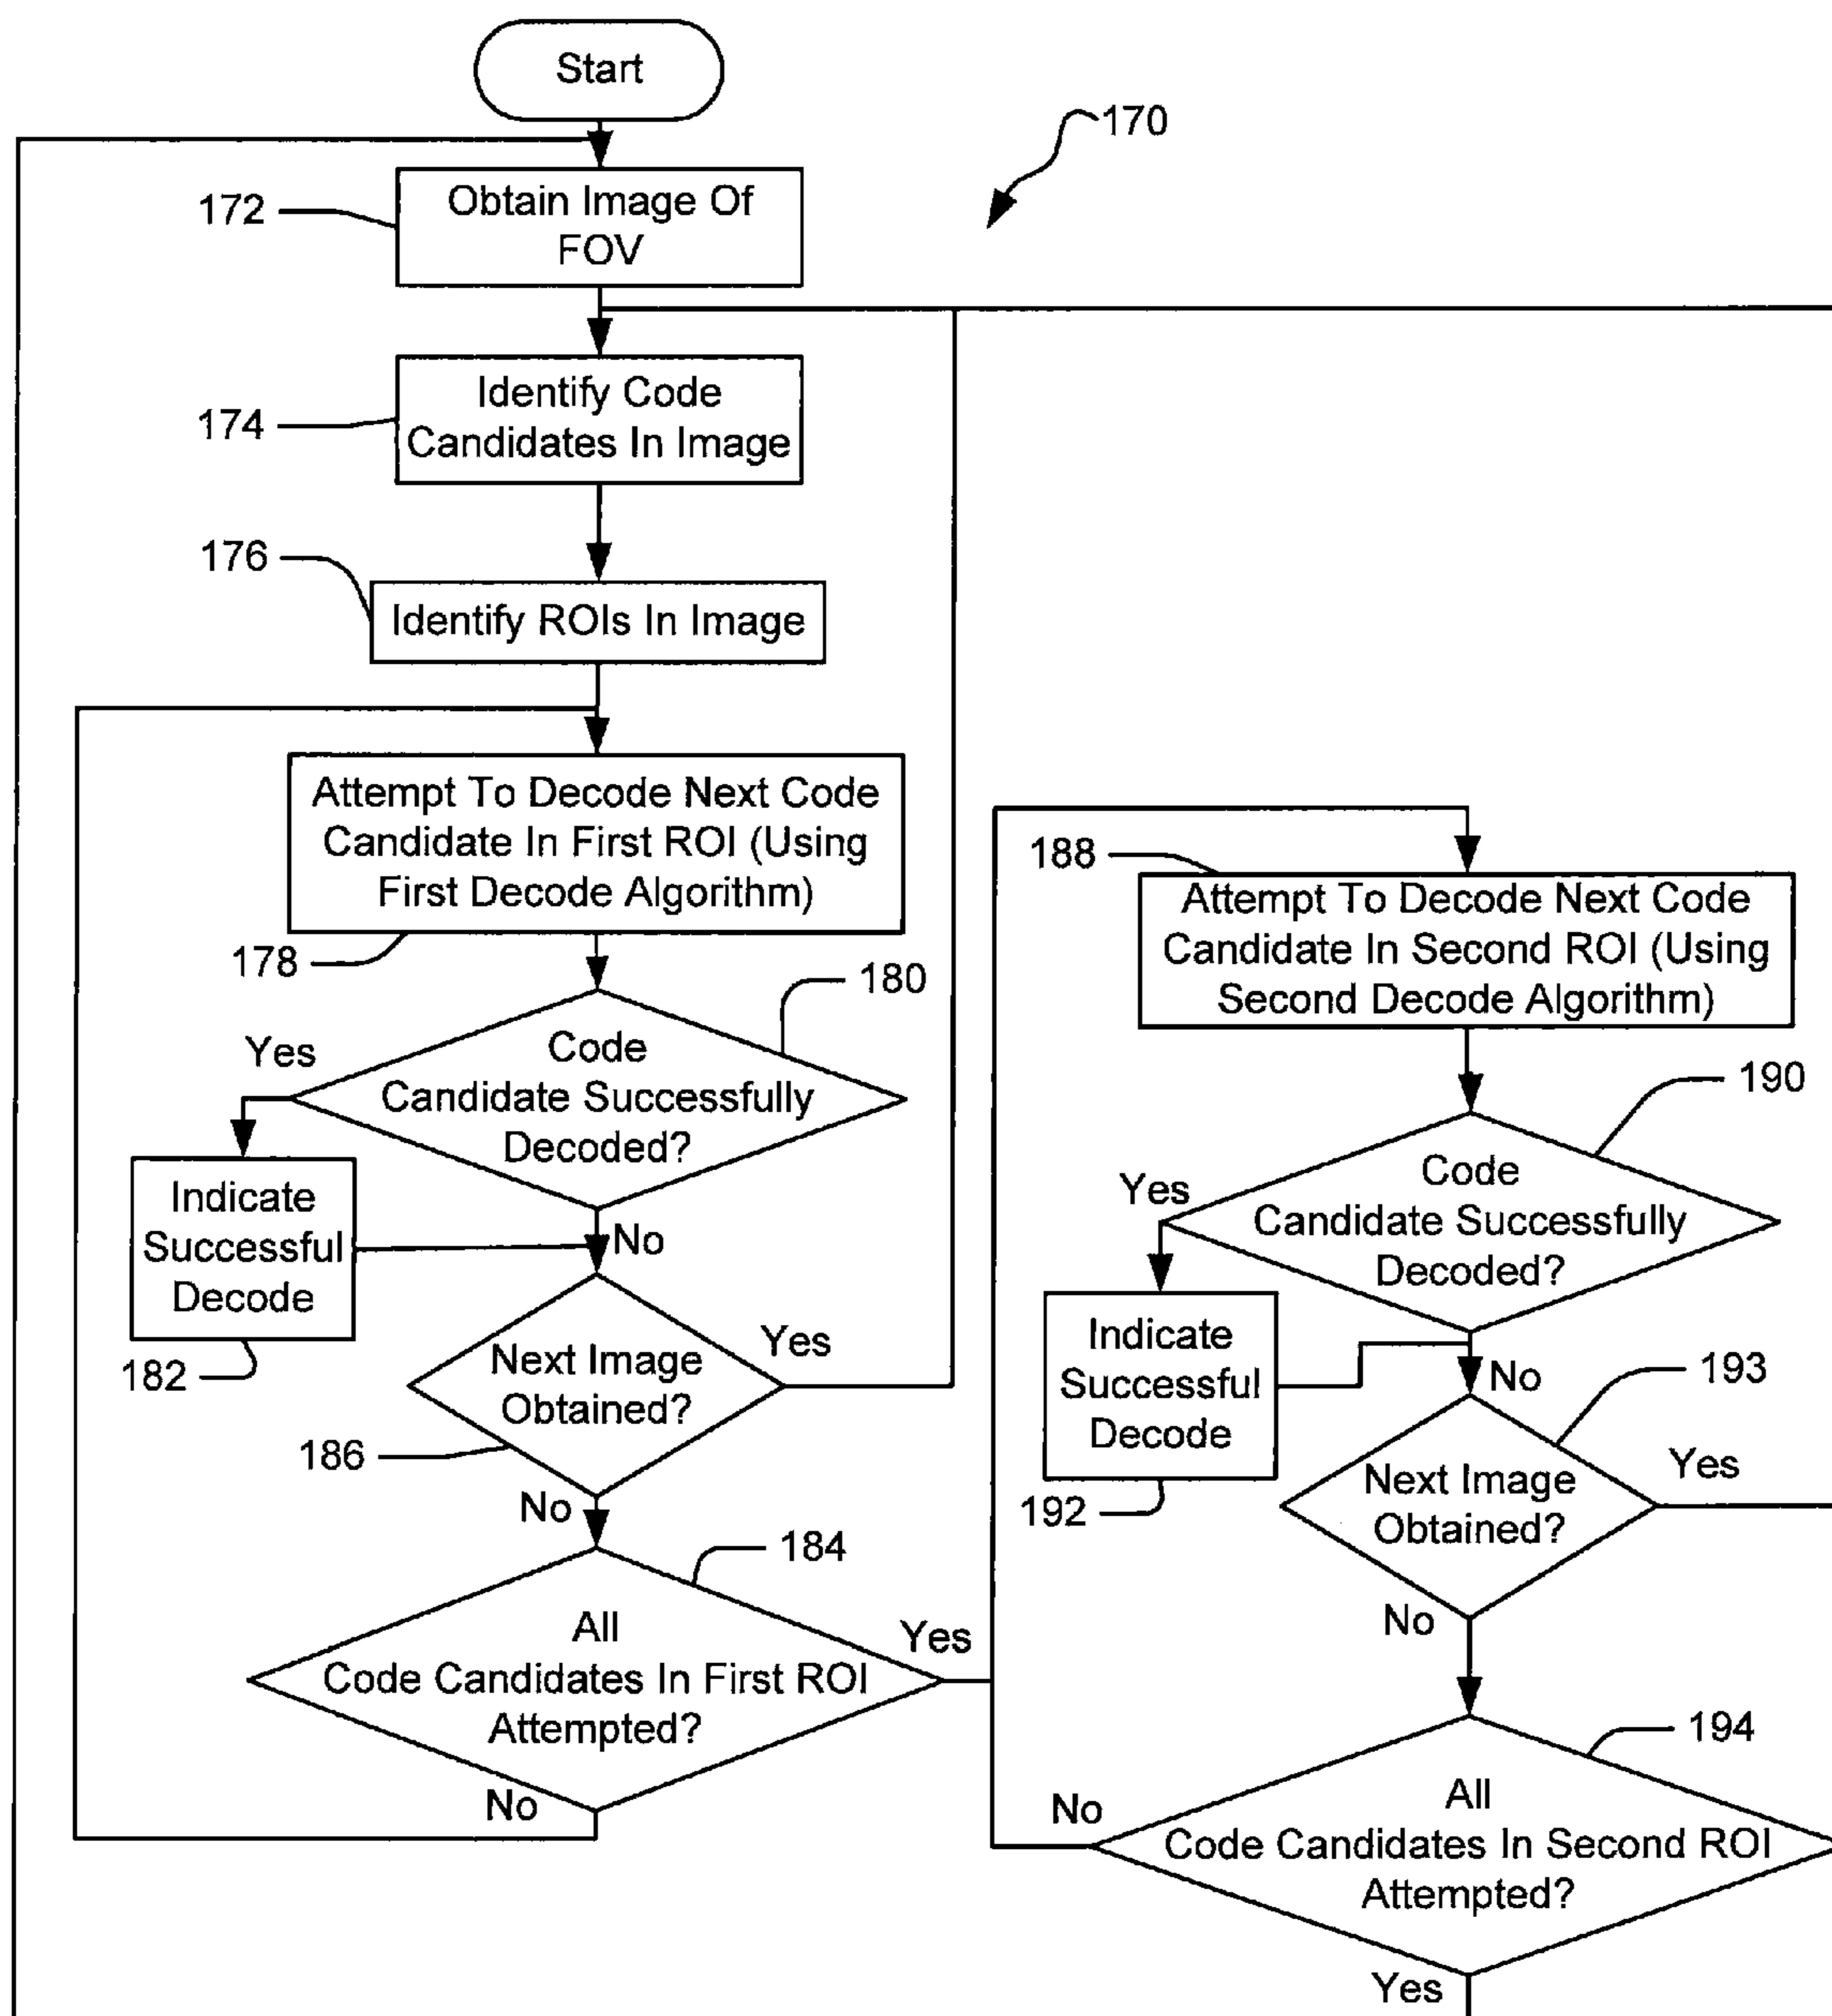 Start
170
172
Obtain Image Of
FOV
174
Identify Code
Candidates In Image
176
Identify ROIs In Image
Attempt To Decode Next Code
Candidate In First ROI (Using
First Decode Algorithm)
178
180
Yes
Code
Candidate Successfully
Decoded?
Indicate
Successful
Decode
182
No
Next Image
Obtained?
Yes
186
No
184
All
Code Candidates In First ROI
Attempted?
Yes
No
188
Attempt To Decode Next Code
Candidate In Second ROI (Using
Second Decode Algorithm)
190
Yes
Code
Candidate Successfully
Decoded?
Indicate
Successful
Decode
192
No
193
Next Image
Obtained?
Yes
No
194
All
Code Candidates In Second ROI
Attempted?
No
Yes